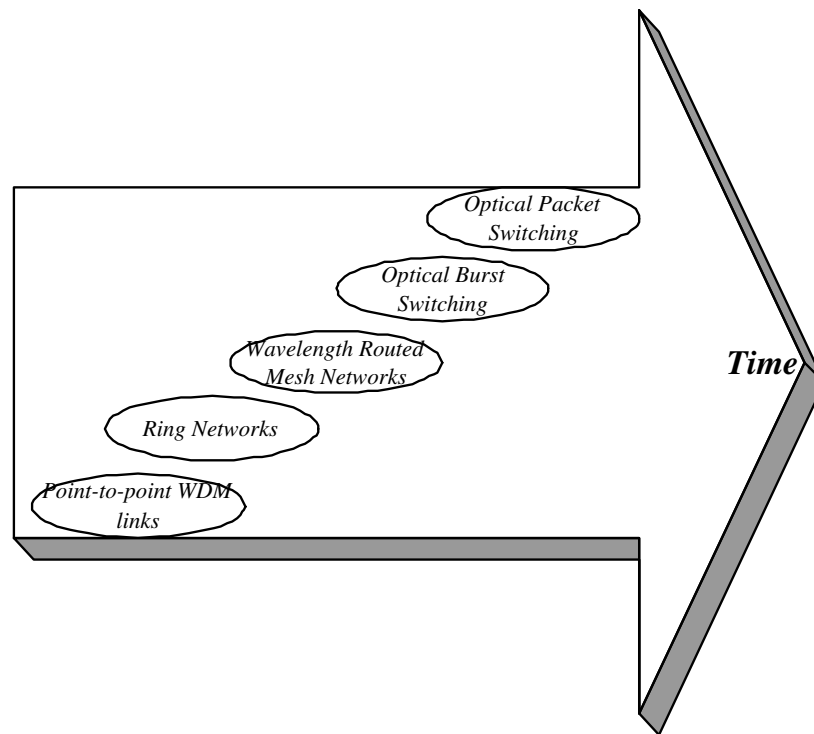 Optical Packet
Switching
Optical Burst
Switching
Wavelength Routed
Mesh Networks
Time
Ring Networks
Point-to-point WDM
links